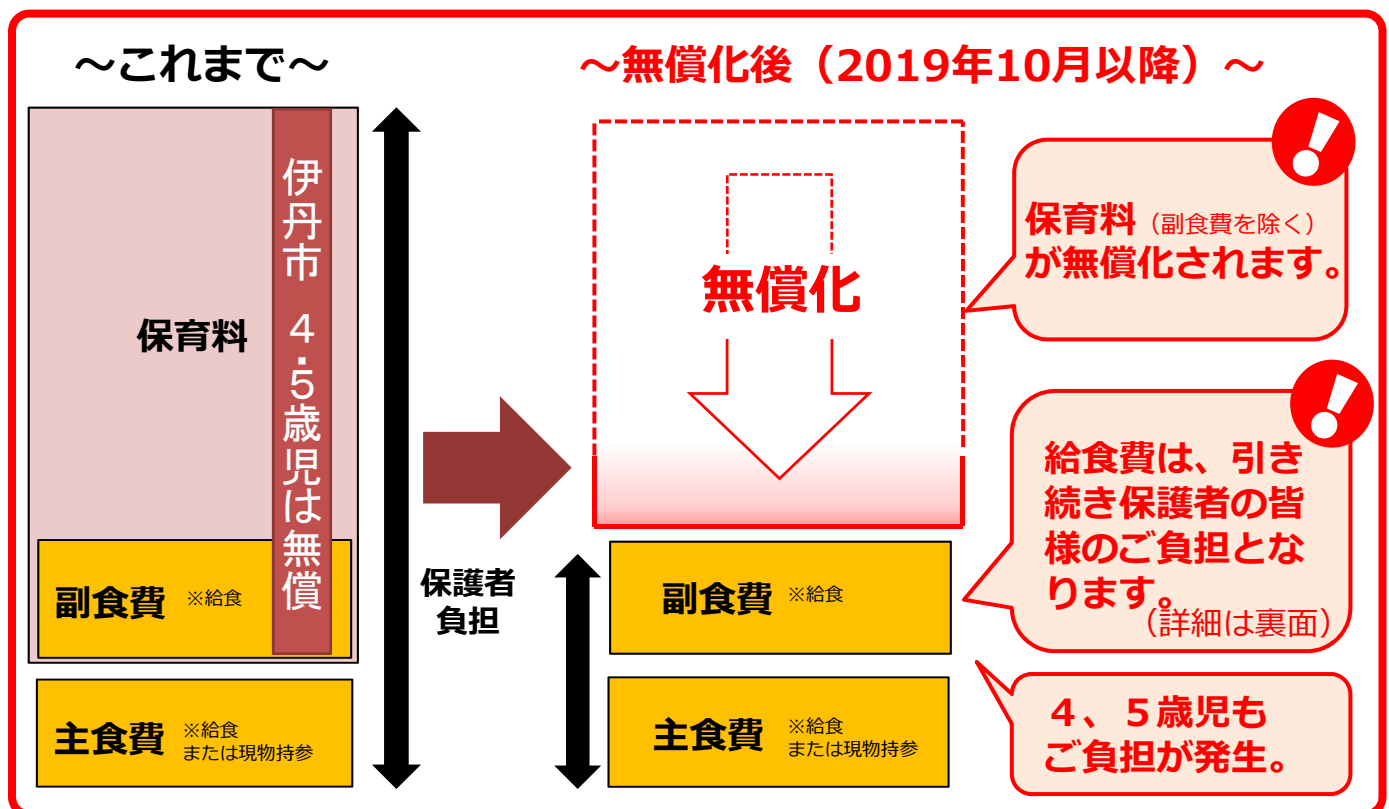 ～これまで～
保育料
伊丹市　４・５歳児は無償
副食費 ※給食
主食費 ※給食
または現物持参
保護者
負担
～無償化後（2019年10月以降）～
無償化
副食費 ※給食
主食費 ※給食
または現物持参
保育料（副食費を除く）
が無償化されます。
給食費は、引き
続き保護者の皆
様のご負担とな
ります。
（詳細は裏面）
４、５歳児も
ご負担が発生。